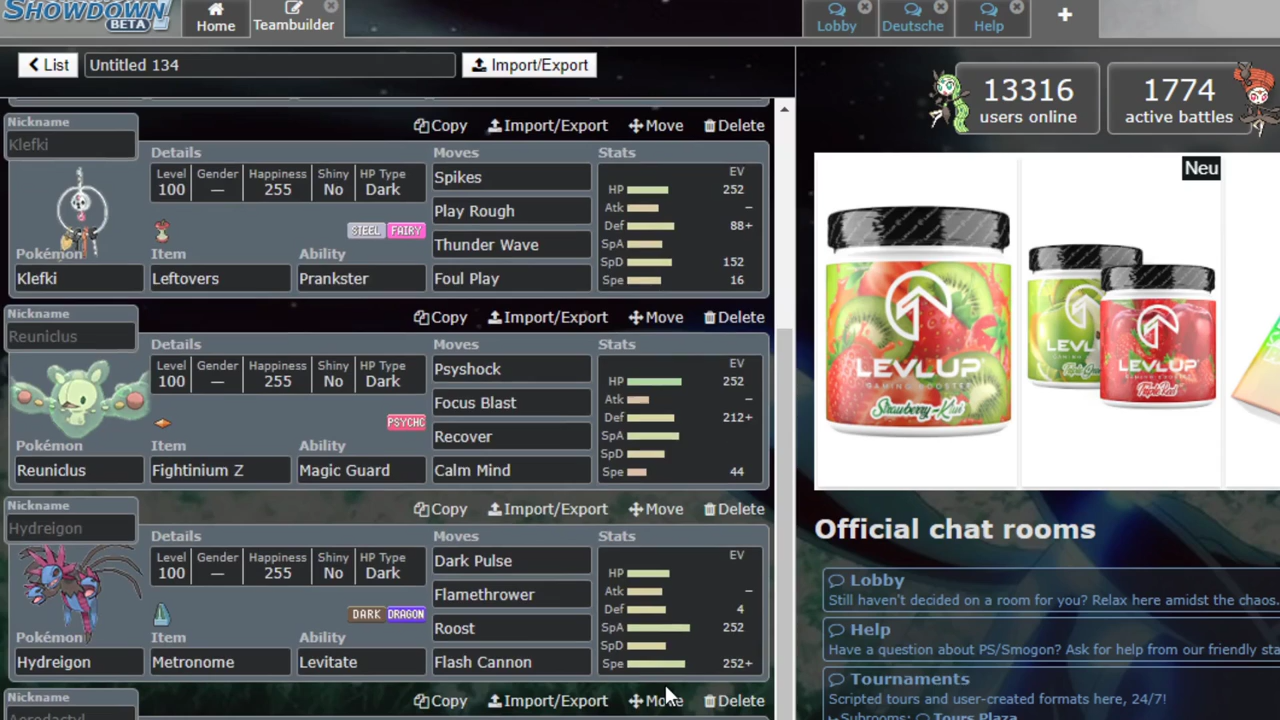 SHOWDOWN
BETA
Home
Teambuilder
Lobby
Deutsche
Help
List
Untitled 134
Import/Export
13316
users online
1774
active battles
Nickname
Klefki
Copy Import/Export Move Delete
Details
Moves
Stats
Level Gender Happiness Shiny HP Type
100 — 255 No Dark
STEEL FAIRY
Pokémon Item Ability
Klefki Leftovers Prankster
Spikes
Play Rough
Thunder Wave
Foul Play
EV
HP 252
Atk –
Def 88+
SpA
SpD 152
Spe 16
Nickname
Reuniclus
Copy Import/Export Move Delete
Details
Moves
Stats
Level Gender Happiness Shiny HP Type
100 — 255 No Dark
PSYCHC
Pokémon Item Ability
Reuniclus Fightinium Z Magic Guard
Psyshock
Focus Blast
Recover
Calm Mind
EV
HP 252
Atk –
Def 212+
SpA
SpD
Spe 44
Nickname
Hydreigon
Copy Import/Export Move Delete
Details
Moves
Stats
Level Gender Happiness Shiny HP Type
100 — 255 No Dark
DARK DRAGON
Pokémon Item Ability
Hydreigon Metronome Levitate
Dark Pulse
Flamethrower
Roost
Flash Cannon
EV
HP
Atk –
Def 4
SpA 252
SpD
Spe 252+
Nickname
Aerodactyl
Copy Import/Export Move Delete
Neu
LEVLUP
GAMING BOOSTER
Strawberry-Kiwi
LEVLUP
Official chat rooms
Lobby
Still haven't decided on a room for you? Relax here amidst the chaos.
Help
Have a question about PS/Smogon? Ask for help from our friendly sta
Tournaments
Scripted tours and user-created formats here, 24/7!
Subrooms: Tours Plaza